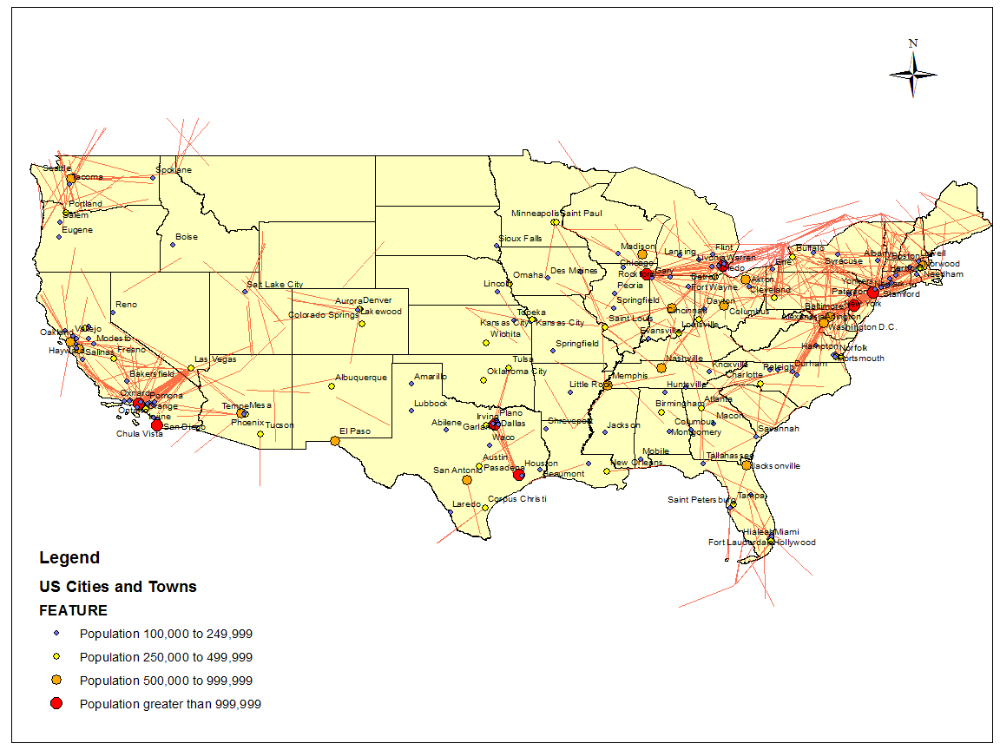 N
Seattle
Tacoma
Spokane
Portland
Salem
Eugene
Boise
Minneapolis Saint Paul
Sioux Falls
Madison
Lansing
Flint
Buffalo
Albany
Boston
Lowell
Norwood
Needham
Syracuse
Erie
Livonia Warren
Chicago
Gary
Peoria
Fort Wayne
Akron
Cleveland
Yonkers
Stamford
New York
Omaha
Des Moines
Lincoln
Salt Lake City
Reno
Aurora Denver
Lakewood
Colorado Springs
Topeka
Kansas City
Kansas City
Wichita
Springfield
Saint Louis
Springfield
Cincinnati
Dayton
Columbus
Louisville
Evansville
Baltimore
Washington D.C.
Oakland
Vallejo
Modesto
Hayward
Salinas
Fresno
Las Vegas
Bakersfield
Oxnard
Pomona
Orange
Irvine
San Diego
Chula Vista
Tempe
Mesa
Phoenix
Tucson
Albuquerque
El Paso
Amarillo
Lubbock
Abilene
Tulsa
Oklahoma City
Little Rock
Memphis
Nashville
Knoxville
Huntsville
Charlotte
Raleigh
Durham
Hampton
Norfolk
Portsmouth
Irving
Plano
Garland
Dallas
Waco
Shreveport
Jackson
Birmingham
Atlanta
Columbus
Macon
Montgomery
Savannah
Austin
Houston
Pasadena
Beaumont
San Antonio
New Orleans
Mobile
Tallahassee
Jacksonville
Laredo
Corpus Christi
Saint Petersburg
Tampa
Hialeah
Miami
Fort Lauderdale
Hollywood
Legend
US Cities and Towns
FEATURE
Population 100,000 to 249,999
Population 250,000 to 499,999
Population 500,000 to 999,999
Population greater than 999,999